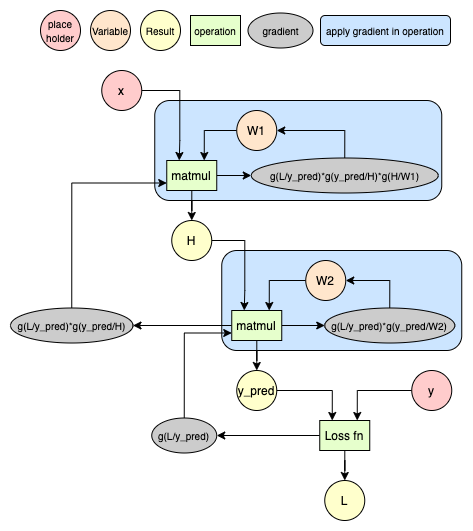 place
holder
Variable
Result
operation
gradient
apply gradient in operation
x
W1
matmul
g(L/y_pred)*g(y_pred/H)*g(H/W1)
H
W2
g(L/y_pred)*g(y_pred/H)
matmul
g(L/y_pred)*g(y_pred/W2)
y_pred
y
g(L/y_pred)
Loss fn
L